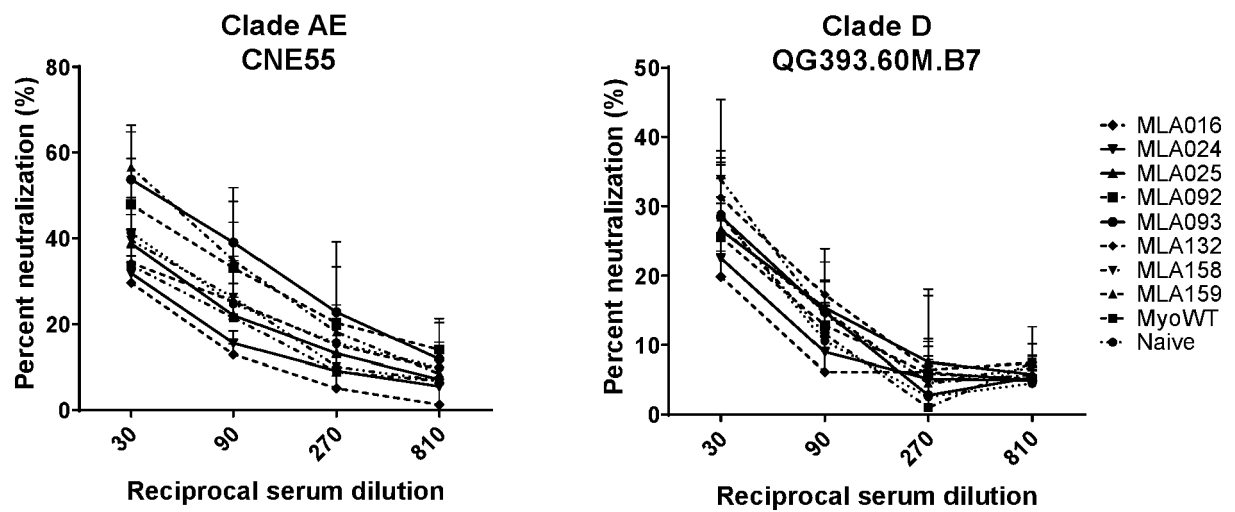 Clade AE
CNE55
Percent neutralization (%)
80
60
40
20
0
30
90
270
810
Reciprocal serum dilution
Clade D
QG393.60M.B7
Percent neutralization (%)
50
40
30
20
10
0
30
90
270
810
Reciprocal serum dilution
MLA016
MLA024
MLA025
MLA092
MLA093
MLA132
MLA158
MLA159
MyoWT
Naive